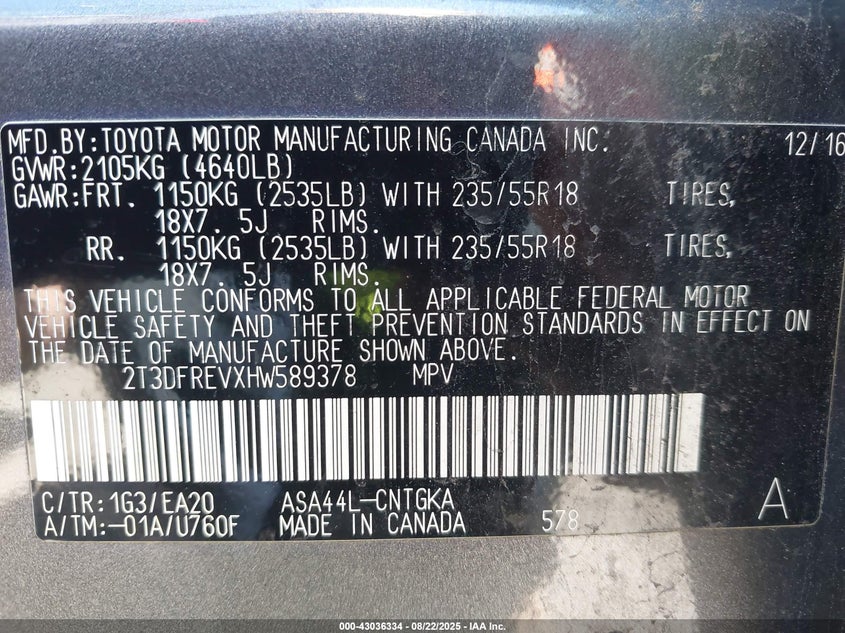 MFD.BY:TOYOTA MOTOR MANUFACTURING CANADA INC. 12/16
GVWR:2105KG (4640LB)
GAWR:FRT. 1150KG (2535LB) WITH 235/55R18 TIRES,
18X7. 5J RIMS.
RR. 1150KG (2535LB) WITH 235/55R18 TIRES,
18X7. 5J RIMS.
THIS VEHICLE CONFORMS TO ALL APPLICABLE FEDERAL MOTOR
VEHICLE SAFETY AND THEFT PREVENTION STANDARDS IN EFFECT ON
THE DATE OF MANUFACTURE SHOWN ABOVE.
2T3DFREVXHW589378 MPV
C/TR:1G3/EA20 ASA44L-CNTGKA A
A/TM:-01A/U760F MADE IN CANADA 578
000-43036334 - 08/22/2025 - IAA Inc.